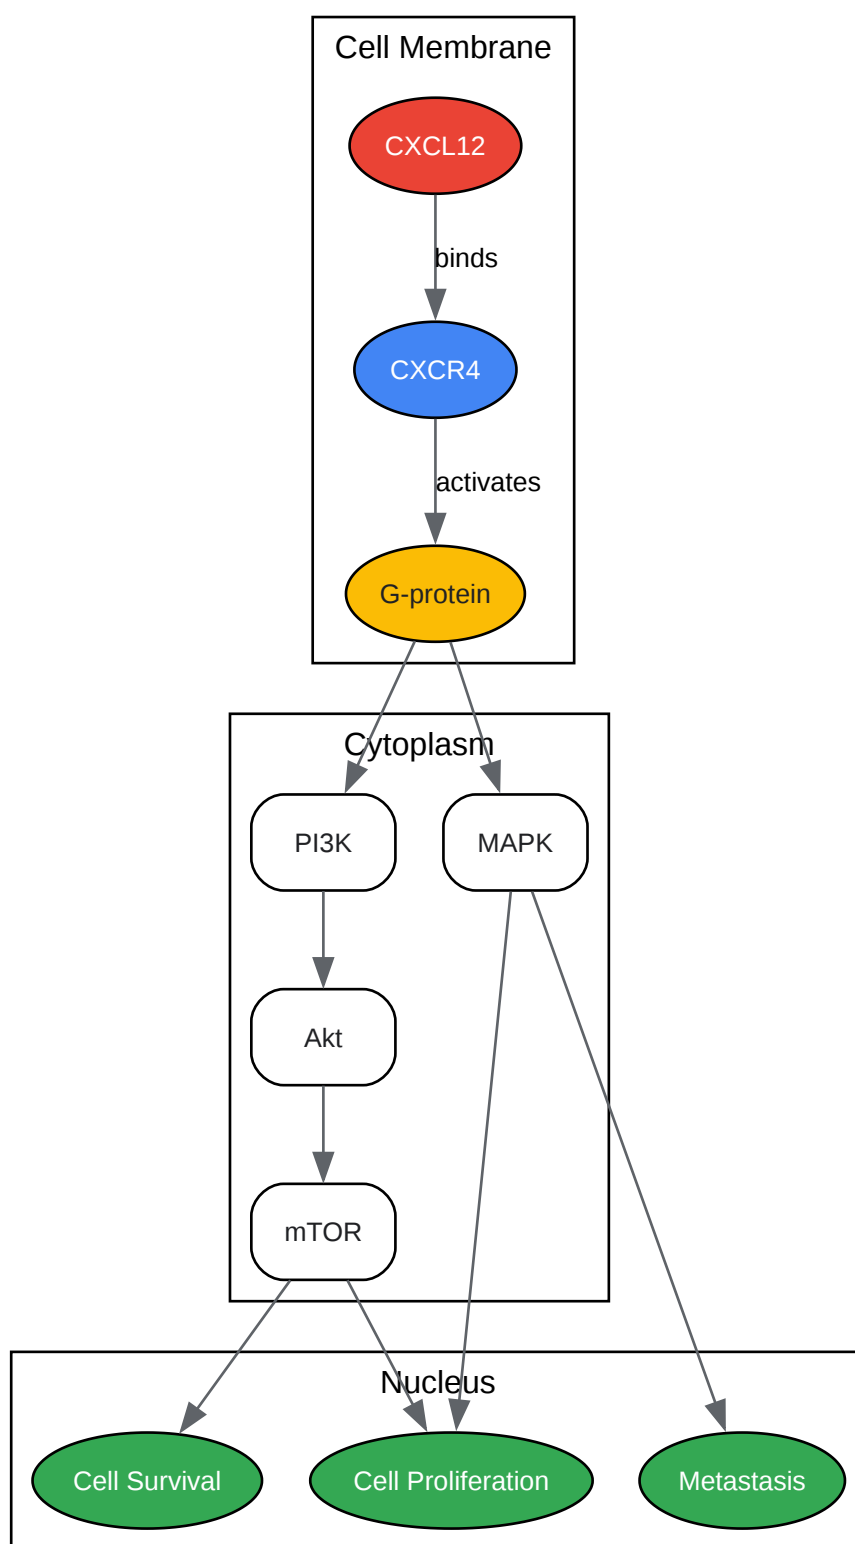 Cell Membrane
CXCL12
binds
CXCR4
activates
G-protein
Cytoplasm
PI3K
MAPK
Akt
mTOR
Nucleus
Cell Survival
Cell Proliferation
Metastasis